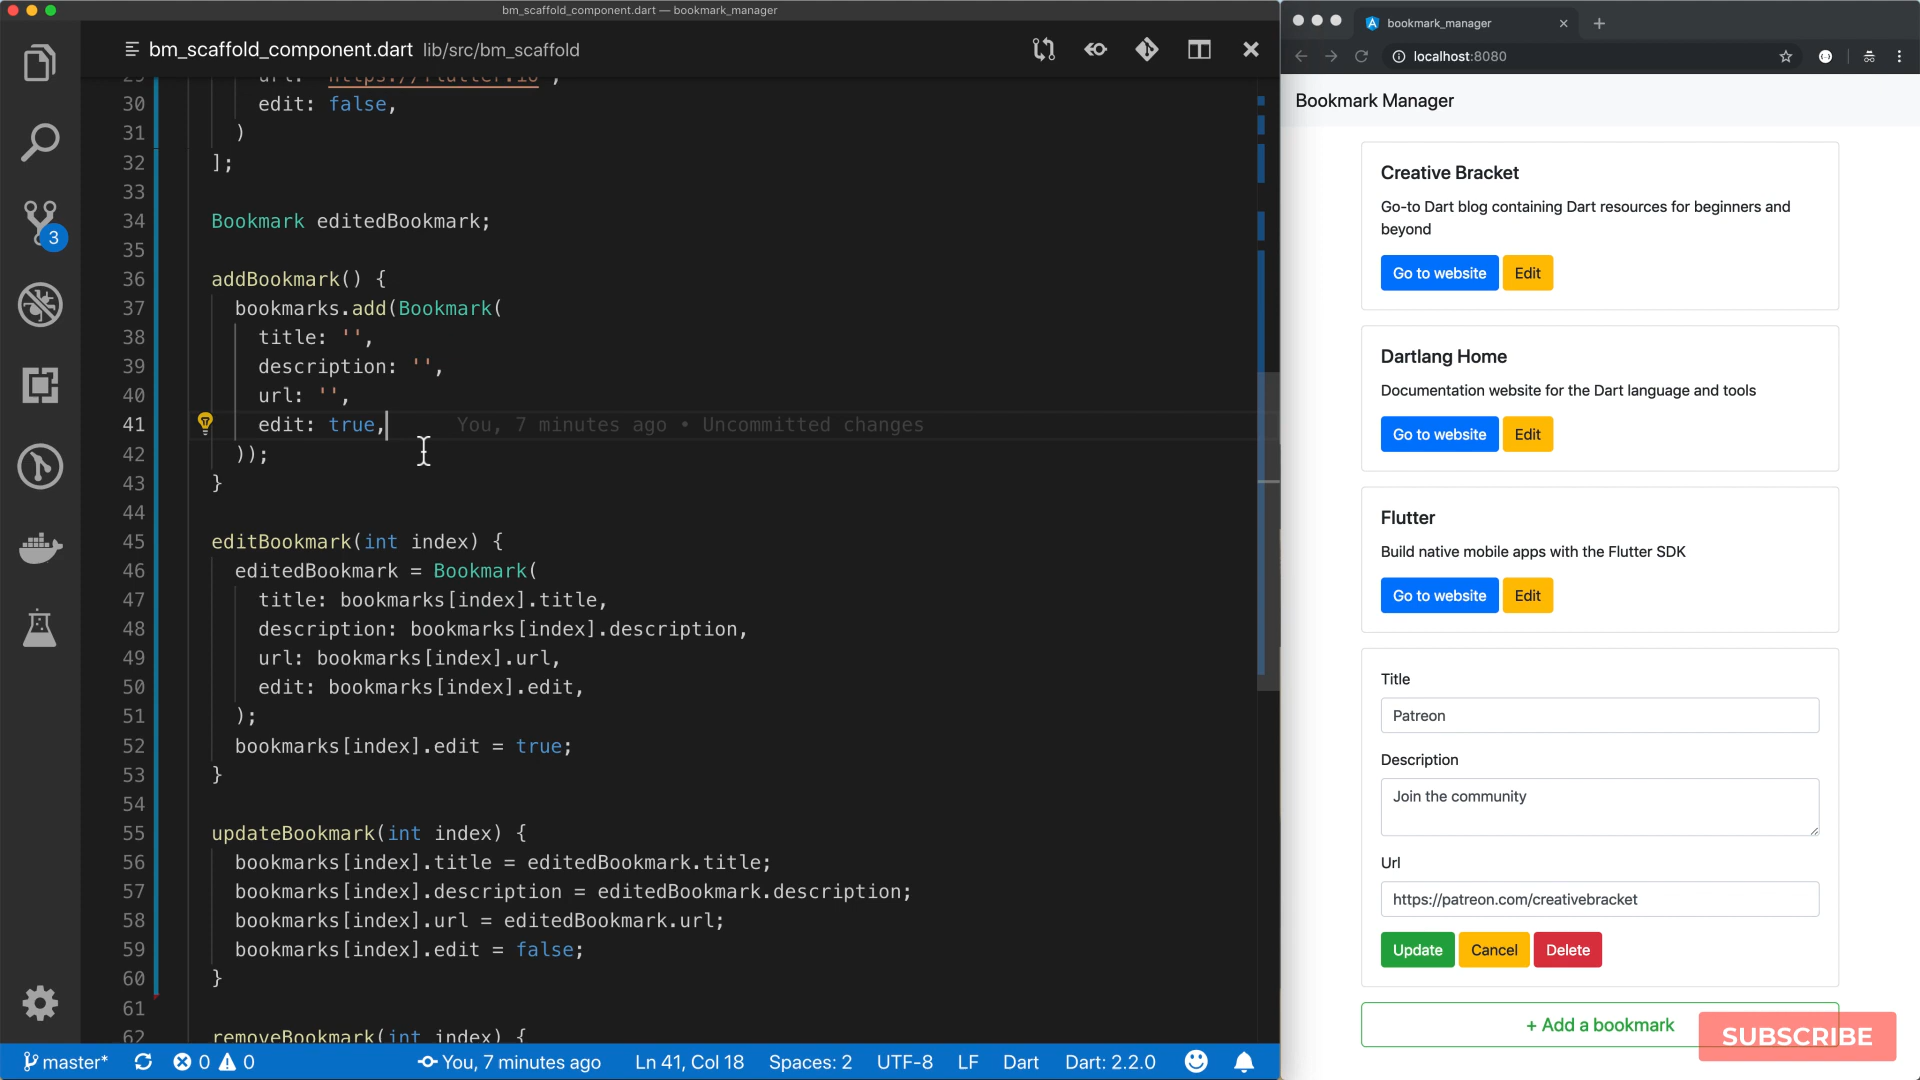 bm_scaffold_component.dart — bookmark_manager
bm_scaffold_component.dart lib/src/bm_scaffold
url: 'https://flutter.io',
30 edit: false,
31 )
32 ];
33
34 Bookmark editedBookmark;
35
36 addBookmark() {
37 bookmarks.add(Bookmark(
38 title: '',
39 description: '',
40 url: '',
41 edit: true, You, 7 minutes ago • Uncommitted changes
42 ));
43 }
44
45 editBookmark(int index) {
46 editedBookmark = Bookmark(
47 title: bookmarks[index].title,
48 description: bookmarks[index].description,
49 url: bookmarks[index].url,
50 edit: bookmarks[index].edit,
51 );
52 bookmarks[index].edit = true;
53 }
54
55 updateBookmark(int index) {
56 bookmarks[index].title = editedBookmark.title;
57 bookmarks[index].description = editedBookmark.description;
58 bookmarks[index].url = editedBookmark.url;
59 bookmarks[index].edit = false;
60 }
61
62 removeBookmark(int index) {
3
master* 0 0 You, 7 minutes ago Ln 41, Col 18 Spaces: 2 UTF-8 LF Dart Dart: 2.2.0
bookmark_manager
localhost:8080
Bookmark Manager
Creative Bracket
Go-to Dart blog containing Dart resources for beginners and
beyond
Go to website Edit
Dartlang Home
Documentation website for the Dart language and tools
Go to website Edit
Flutter
Build native mobile apps with the Flutter SDK
Go to website Edit
Title
Patreon
Description
Join the community
Url
https://patreon.com/creativebracket
Update Cancel Delete
+ Add a bookmark
SUBSCRIBE